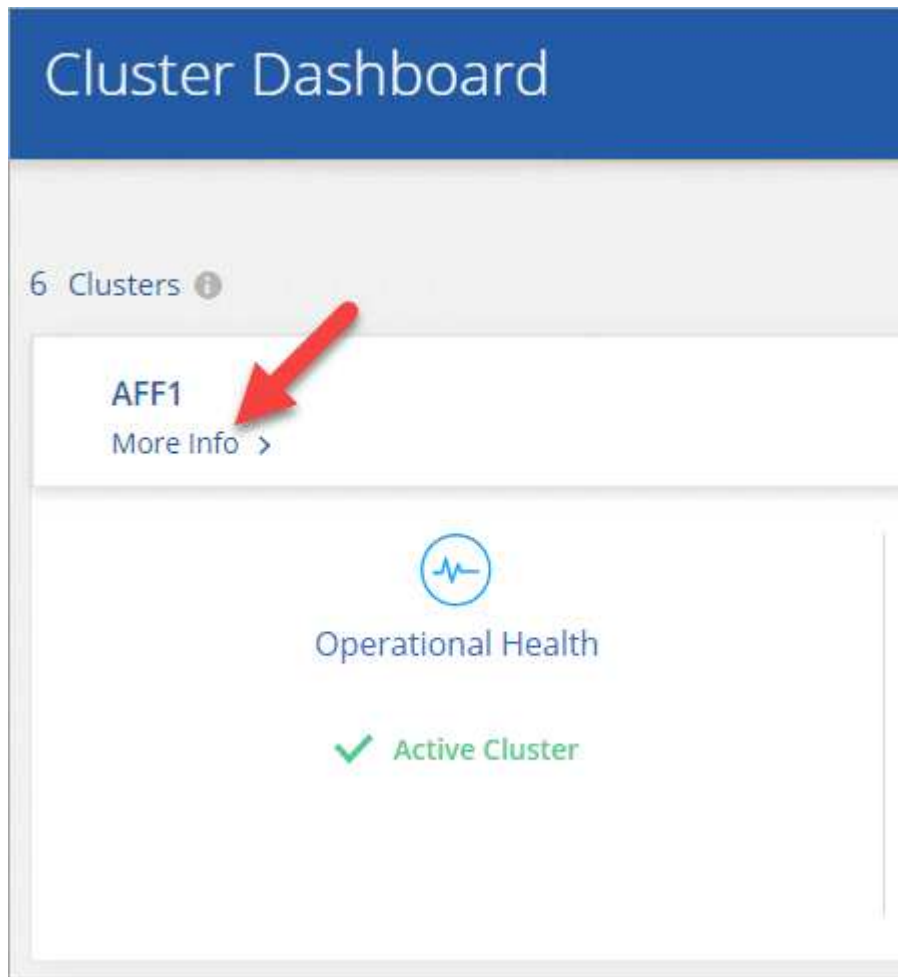 Cluster Dashboard
6 Clusters
AFF1
More Info >
Operational Health
Active Cluster